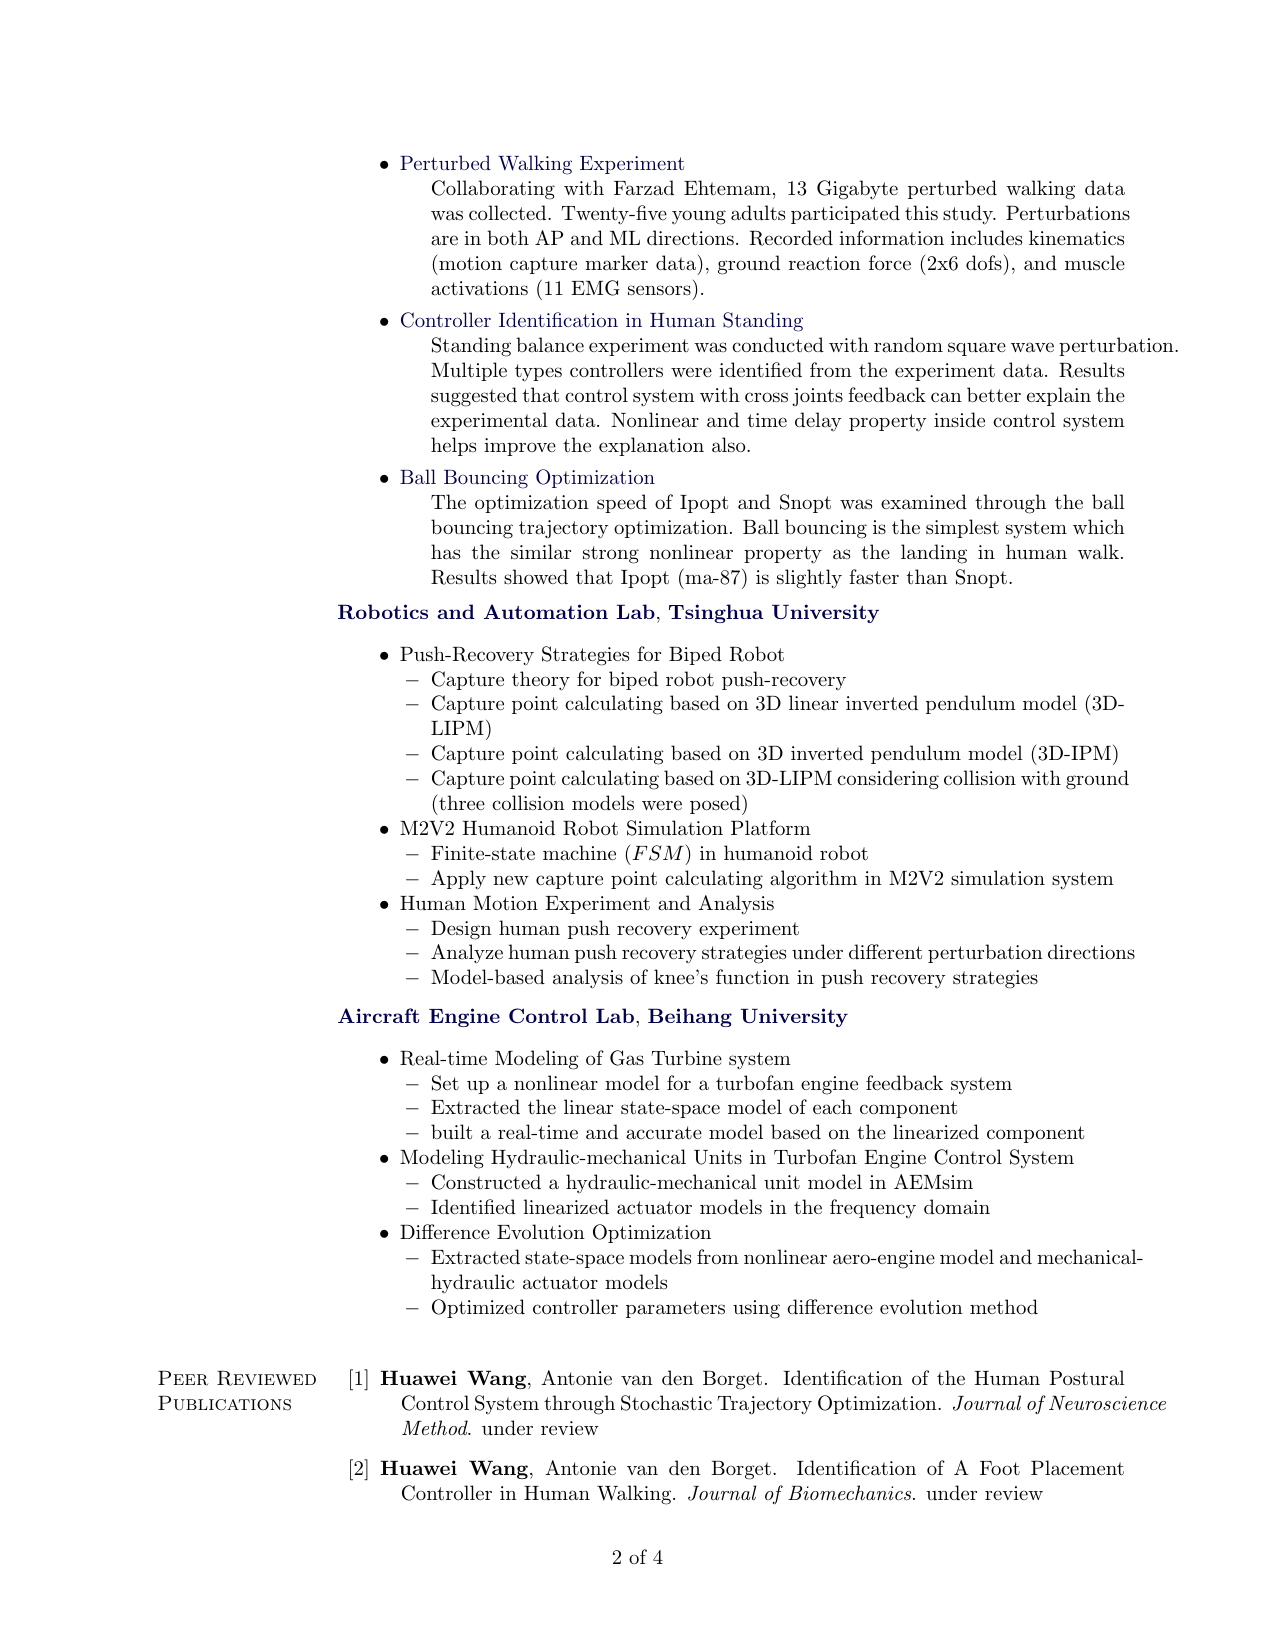 • Perturbed Walking Experiment
Collaborating with Farzad Ehtemam, 13 Gigabyte perturbed walking data
was collected. Twenty-five young adults participated this study. Perturbations
are in both AP and ML directions. Recorded information includes kinematics
(motion capture marker data), ground reaction force (2x6 dofs), and muscle
activations (11 EMG sensors).
• Controller Identification in Human Standing
Standing balance experiment was conducted with random square wave perturbation.
Multiple types controllers were identified from the experiment data. Results
suggested that control system with cross joints feedback can better explain the
experimental data. Nonlinear and time delay property inside control system
helps improve the explanation also.
• Ball Bouncing Optimization
The optimization speed of Ipopt and Snopt was examined through the ball
bouncing trajectory optimization. Ball bouncing is the simplest system which
has the similar strong nonlinear property as the landing in human walk.
Results showed that Ipopt (ma-87) is slightly faster than Snopt.
Robotics and Automation Lab, Tsinghua University
• Push-Recovery Strategies for Biped Robot
– Capture theory for biped robot push-recovery
– Capture point calculating based on 3D linear inverted pendulum model (3D-
LIPM)
– Capture point calculating based on 3D inverted pendulum model (3D-IPM)
– Capture point calculating based on 3D-LIPM considering collision with ground
(three collision models were posed)
• M2V2 Humanoid Robot Simulation Platform
– Finite-state machine (FSM) in humanoid robot
– Apply new capture point calculating algorithm in M2V2 simulation system
• Human Motion Experiment and Analysis
– Design human push recovery experiment
– Analyze human push recovery strategies under different perturbation directions
– Model-based analysis of knee's function in push recovery strategies
Aircraft Engine Control Lab, Beihang University
• Real-time Modeling of Gas Turbine system
– Set up a nonlinear model for a turbofan engine feedback system
– Extracted the linear state-space model of each component
– built a real-time and accurate model based on the linearized component
• Modeling Hydraulic-mechanical Units in Turbofan Engine Control System
– Constructed a hydraulic-mechanical unit model in AEMsim
– Identified linearized actuator models in the frequency domain
• Difference Evolution Optimization
– Extracted state-space models from nonlinear aero-engine model and mechanical-
hydraulic actuator models
– Optimized controller parameters using difference evolution method
Peer Reviewed
Publications
[1] Huawei Wang, Antonie van den Borget. Identification of the Human Postural
Control System through Stochastic Trajectory Optimization. Journal of Neuroscience
Method. under review
[2] Huawei Wang, Antonie van den Borget. Identification of A Foot Placement
Controller in Human Walking. Journal of Biomechanics. under review
2 of 4